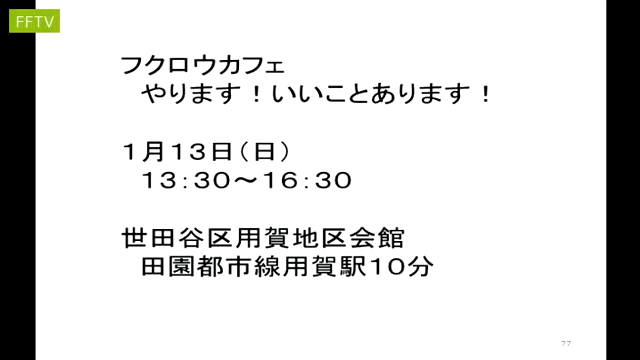 FFTV
フクロウカフェ
やります！いいことあります！
１月１３日（日）
１３：３０～１６：３０
世田谷区用賀地区会館
田園都市線用賀駅１０分
77